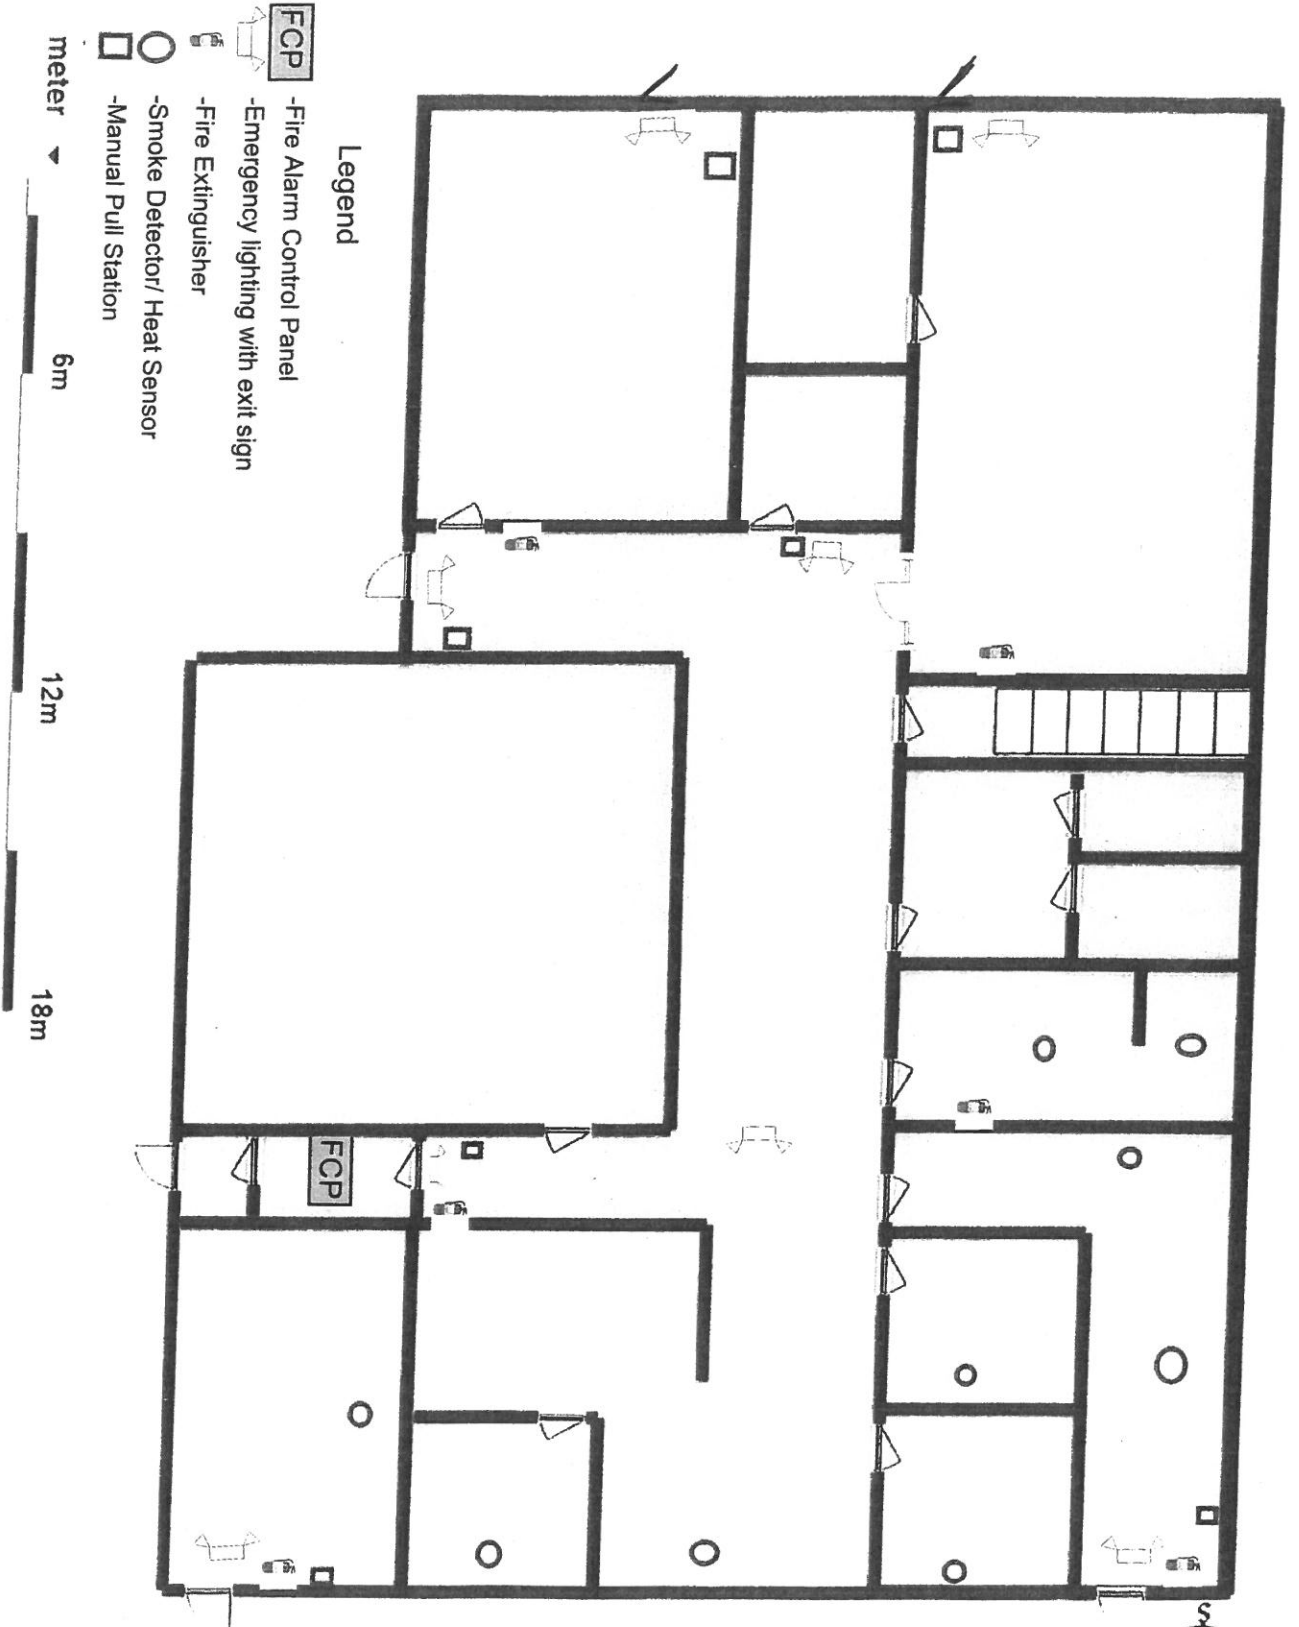 Legend
FCP -Fire Alarm Control Panel
-Emergency lighting with exit sign
-Fire Extinguisher
-Smoke Detector/ Heat Sensor
-Manual Pull Station
meter 6m 12m 18m
FCP
S